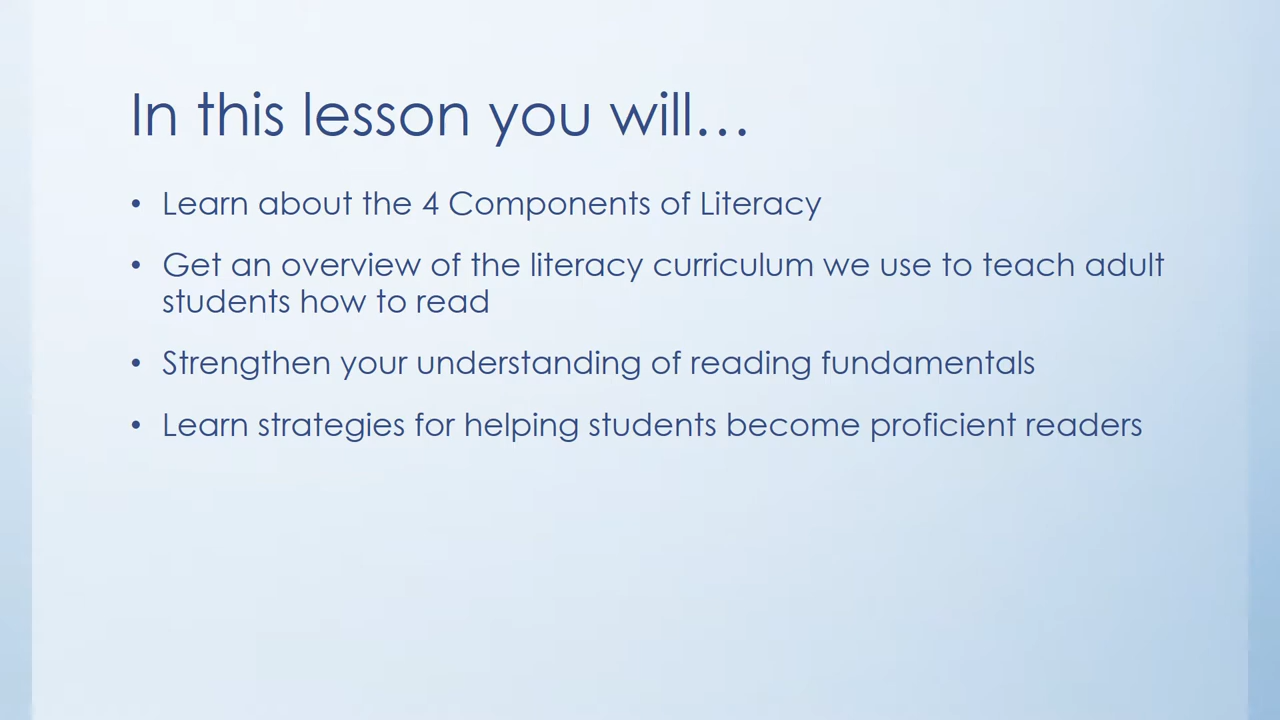 In this lesson you will…
• Learn about the 4 Components of Literacy
• Get an overview of the literacy curriculum we use to teach adult
students how to read
• Strengthen your understanding of reading fundamentals
• Learn strategies for helping students become proficient readers